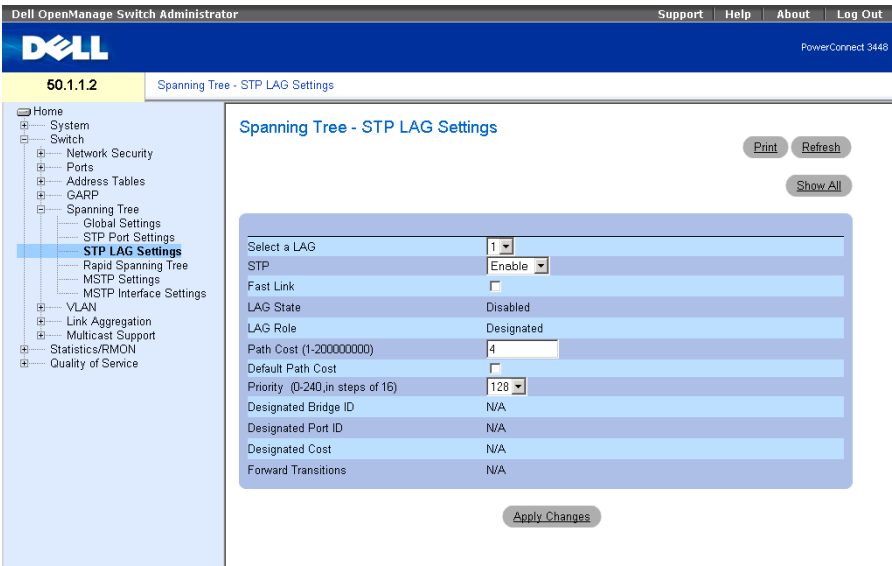 Dell OpenManage Switch Administrator
Support Help About Log Out
DELL
PowerConnect 3448
50.1.1.2
Spanning Tree - STP LAG Settings
Home
System
Switch
Network Security
Ports
Address Tables
GARP
Spanning Tree
Global Settings
STP Port Settings
STP LAG Settings
Rapid Spanning Tree
MSTP Settings
MSTP Interface Settings
VLAN
Link Aggregation
Multicast Support
Statistics/RMON
Quality of Service
Spanning Tree - STP LAG Settings
Print Refresh
Show All
Select a LAG 1
STP Enable
Fast Link
LAG State Disabled
LAG Role Designated
Path Cost (1-200000000) 4
Default Path Cost
Priority (0-240,in steps of 16) 128
Designated Bridge ID N/A
Designated Port ID N/A
Designated Cost N/A
Forward Transitions N/A
Apply Changes